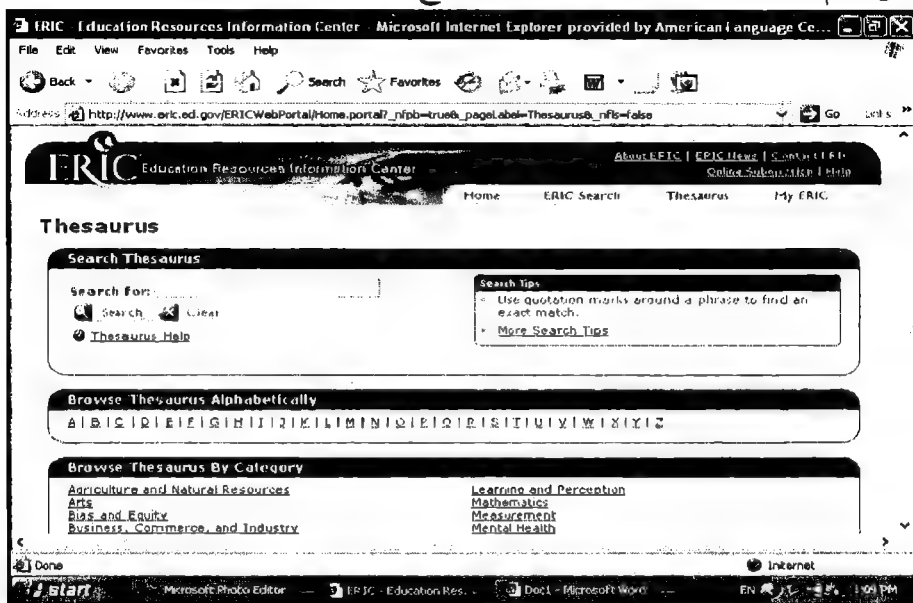 ERIC - Education Resources Information Center - Microsoft Internet Explorer provided by American Language Ce...
File Edit View Favorites Tools Help
Back Search Favorites
Address http://www.eric.ed.gov/ERICWebPortal/Home.portal?_nfpb=true&_pageLabel=Thesaurus&_nfls=false Go Links »
About ERIC | ERIC News | Contact
ERIC Education Resources Information Center
Online Submission | Help
Home ERIC Search Thesaurus My ERIC
Thesaurus
Search Thesaurus
Search For:
Search Clear
Thesaurus Help
Search Tips
Use quotation marks around a phrase to find an
exact match.
More Search Tips
Browse Thesaurus Alphabetically
A | B | C | D | E | F | G | H | I | J | K | L | M | N | O | P | Q | R | S | T | U | V | W | X | Y | Z
Browse Thesaurus By Category
Agriculture and Natural Resources Learning and Perception
Arts Mathematics
Bias and Equity Measurement
Business, Commerce, and Industry Mental Health
Done Internet
start Microsoft Photo Editor ERIC - Education Res... Doc1 - Microsoft Word EN 1:09 PM